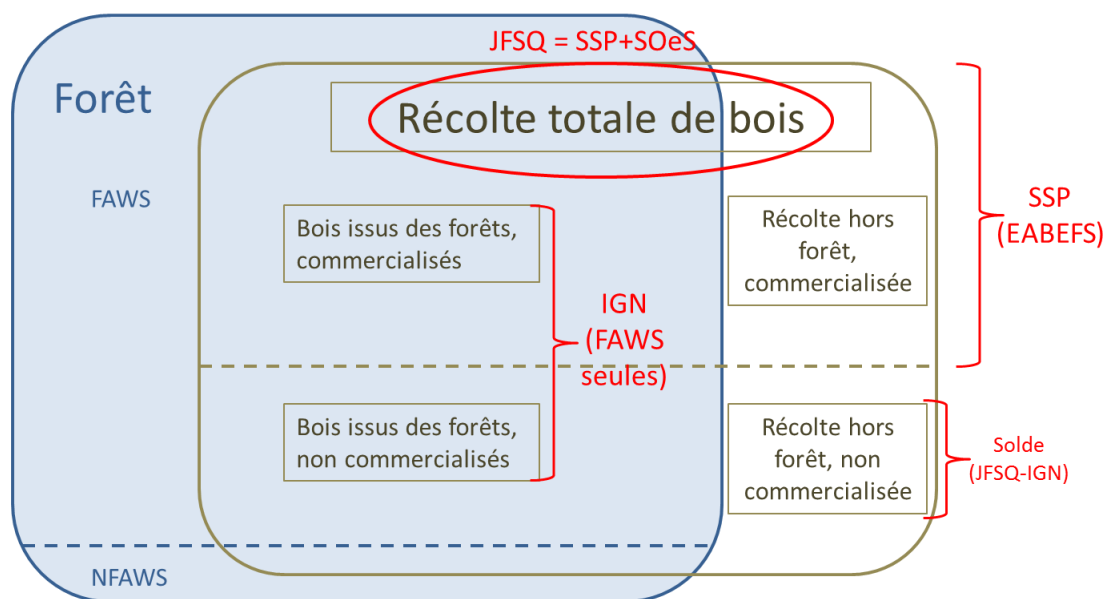 JFSQ = SSP+SOeS
Forêt
Récolte totale de bois
FAWS
Bois issus des forêts,
commercialisés
Récolte hors
forêt,
commercialisée
SSP
(EABEFS)
IGN
(FAWS
seules)
Bois issus des forêts,
non commercialisés
Récolte hors
forêt, non
commercialisée
Solde
(JFSQ-IGN)
NFAWS